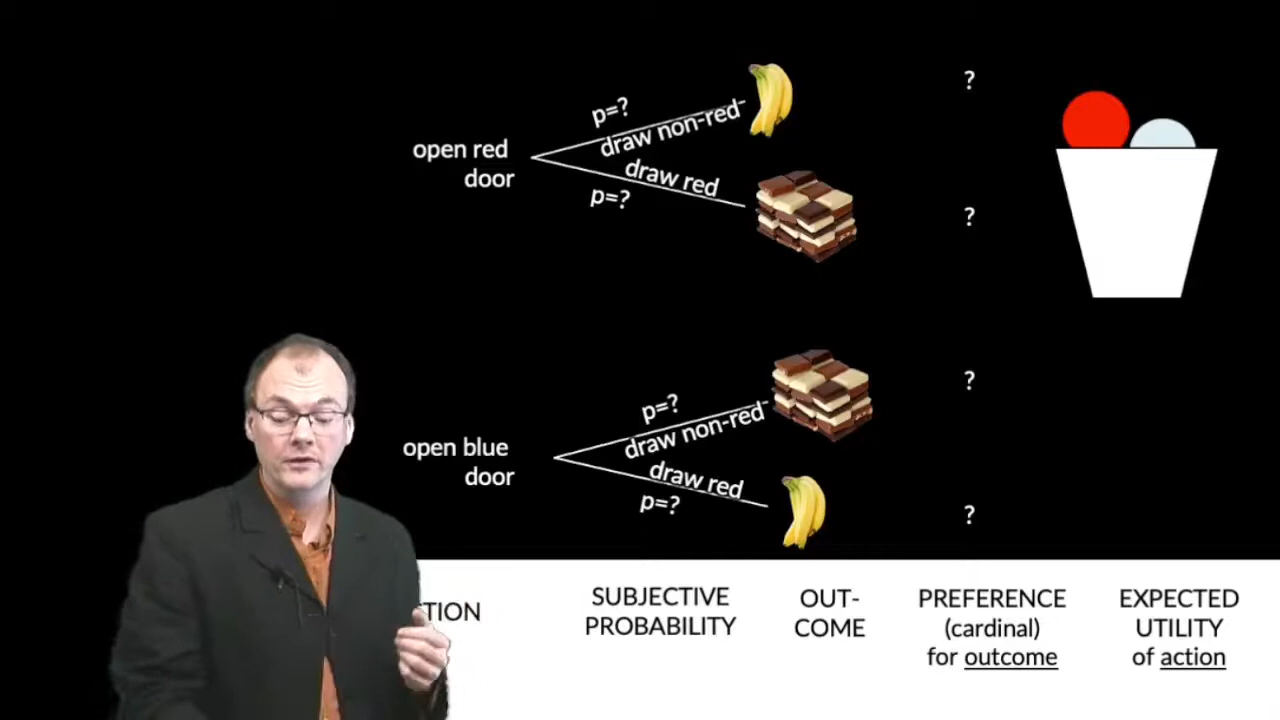 ?
p=?
draw non-red
open red
door
draw red
p=?
?
?
p=?
draw non-red
open blue
door
draw red
p=?
?
TION
SUBJECTIVE
PROBABILITY
OUT-
COME
PREFERENCE
(cardinal)
for outcome
EXPECTED
UTILITY
of action